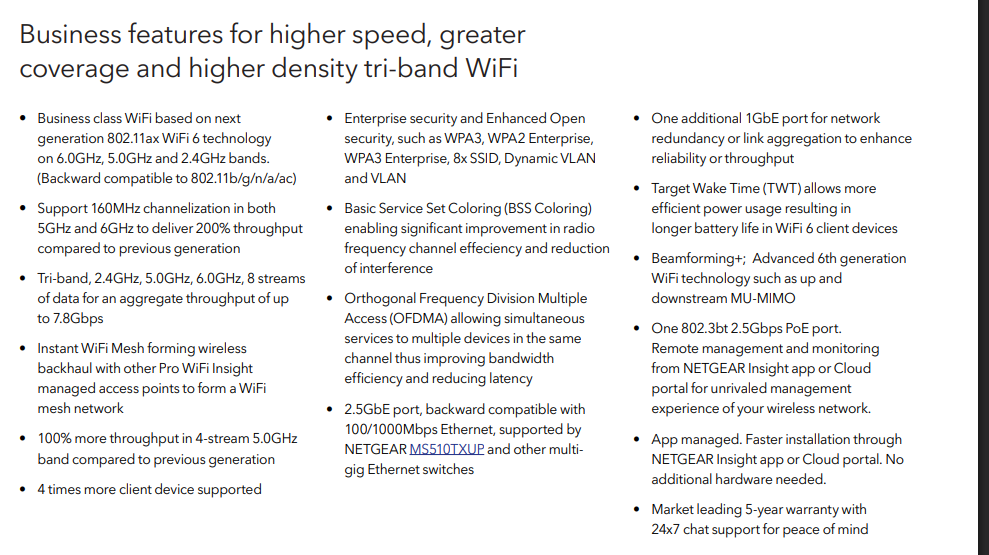 Business features for higher speed, greater
coverage and higher density tri-band WiFi
• Business class WiFi based on next
generation 802.11ax WiFi 6 technology
on 6.0GHz, 5.0GHz and 2.4GHz bands.
(Backward compatible to 802.11b/g/n/a/ac)
• Support 160MHz channelization in both
5GHz and 6GHz to deliver 200% throughput
compared to previous generation
• Tri-band, 2.4GHz, 5.0GHz, 6.0GHz, 8 streams
of data for an aggregate throughput of up
to 7.8Gbps
• Instant WiFi Mesh forming wireless
backhaul with other Pro WiFi Insight
managed access points to form a WiFi
mesh network
• 100% more throughput in 4-stream 5.0GHz
band compared to previous generation
• 4 times more client device supported
• Enterprise security and Enhanced Open
security, such as WPA3, WPA2 Enterprise,
WPA3 Enterprise, 8x SSID, Dynamic VLAN
and VLAN
• Basic Service Set Coloring (BSS Coloring)
enabling significant improvement in radio
frequency channel effeciency and reduction
of interference
• Orthogonal Frequency Division Multiple
Access (OFDMA) allowing simultaneous
services to multiple devices in the same
channel thus improving bandwidth
efficiency and reducing latency
• 2.5GbE port, backward compatible with
100/1000Mbps Ethernet, supported by
NETGEAR MS510TXUP and other multi-
gig Ethernet switches
• One additional 1GbE port for network
redundancy or link aggregation to enhance
reliability or throughput
• Target Wake Time (TWT) allows more
efficient power usage resulting in
longer battery life in WiFi 6 client devices
• Beamforming+; Advanced 6th generation
WiFi technology such as up and
downstream MU-MIMO
• One 802.3bt 2.5Gbps PoE port.
Remote management and monitoring
from NETGEAR Insight app or Cloud
portal for unrivaled management
experience of your wireless network.
• App managed. Faster installation through
NETGEAR Insight app or Cloud portal. No
additional hardware needed.
• Market leading 5-year warranty with
24x7 chat support for peace of mind